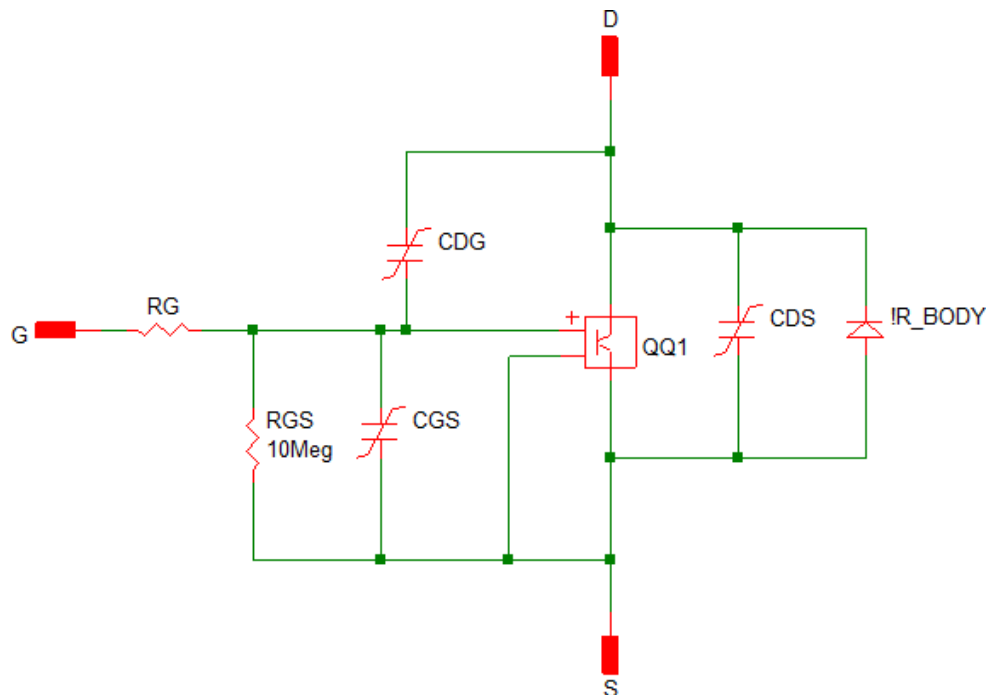 D
CDG
RG
G
+
QQ1
CDS
!R_BODY
RGS
10Meg
CGS
S